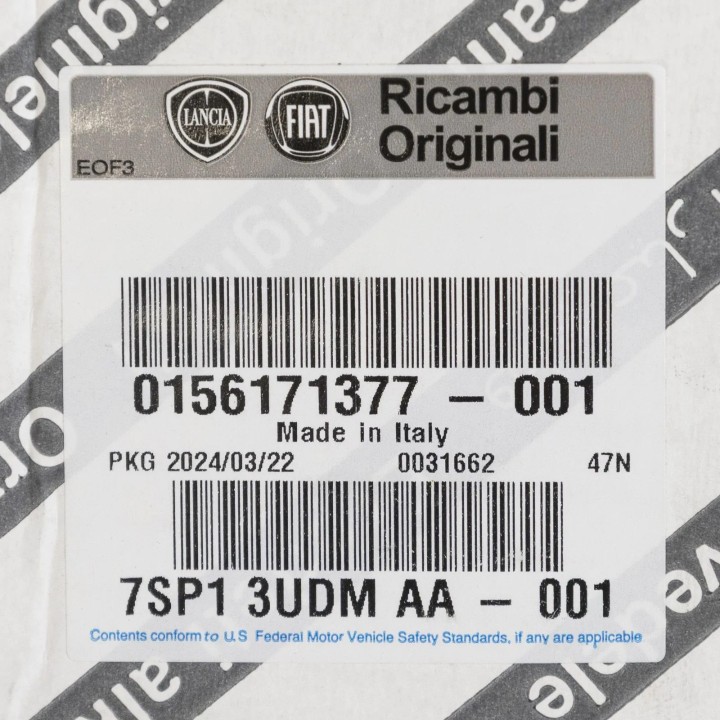 LANCIA
FIAT
Ricambi
Originali
EOF3
0156171377 - 001
Made in Italy
PKG 2024/03/22 0031662 47N
7SP1 3UDM AA - 001
Contents conform to U.S Federal Motor Vehicle Safety Standards, if any are applicable